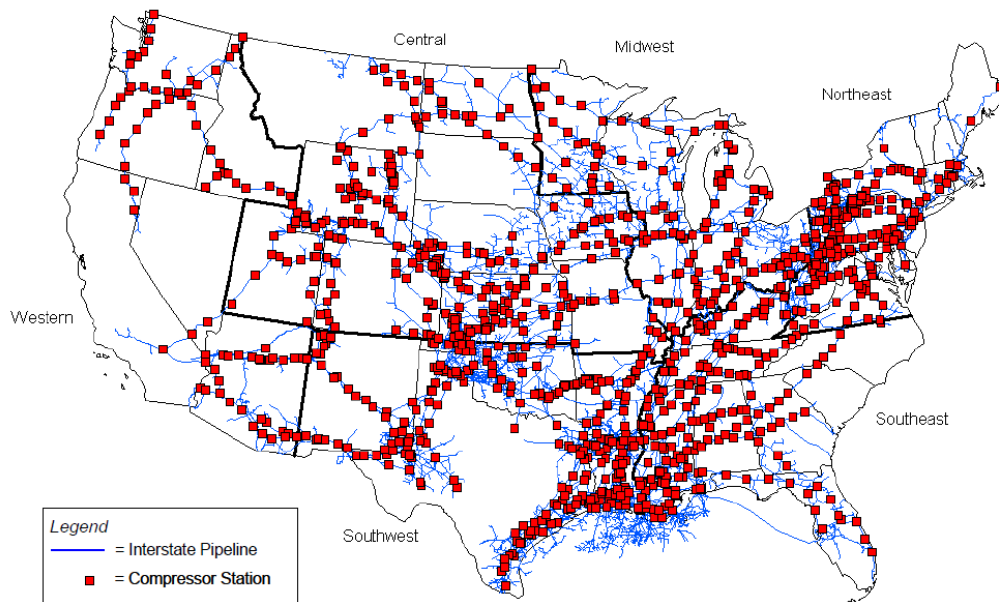 Central
Midwest
Northeast
Western
Southeast
Southwest
Legend
= Interstate Pipeline
= Compressor Station